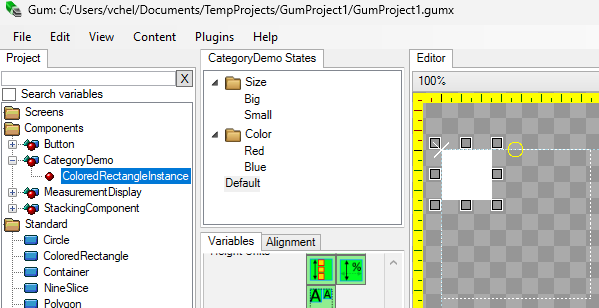 Gum: C:/Users/vchel/Documents/TempProjects/GumProject1/GumProject1.gumx
File Edit View Content Plugins Help
Project
X
Search variables
Screens
Components
Button
CategoryDemo
ColoredRectangleInstance
MeasurementDisplay
StackingComponent
Standard
Circle
ColoredRectangle
Container
NineSlice
Polygon
CategoryDemo States
Size
Big
Small
Color
Red
Blue
Default
Variables Alignment
Height Units
%
AA
Editor
100%